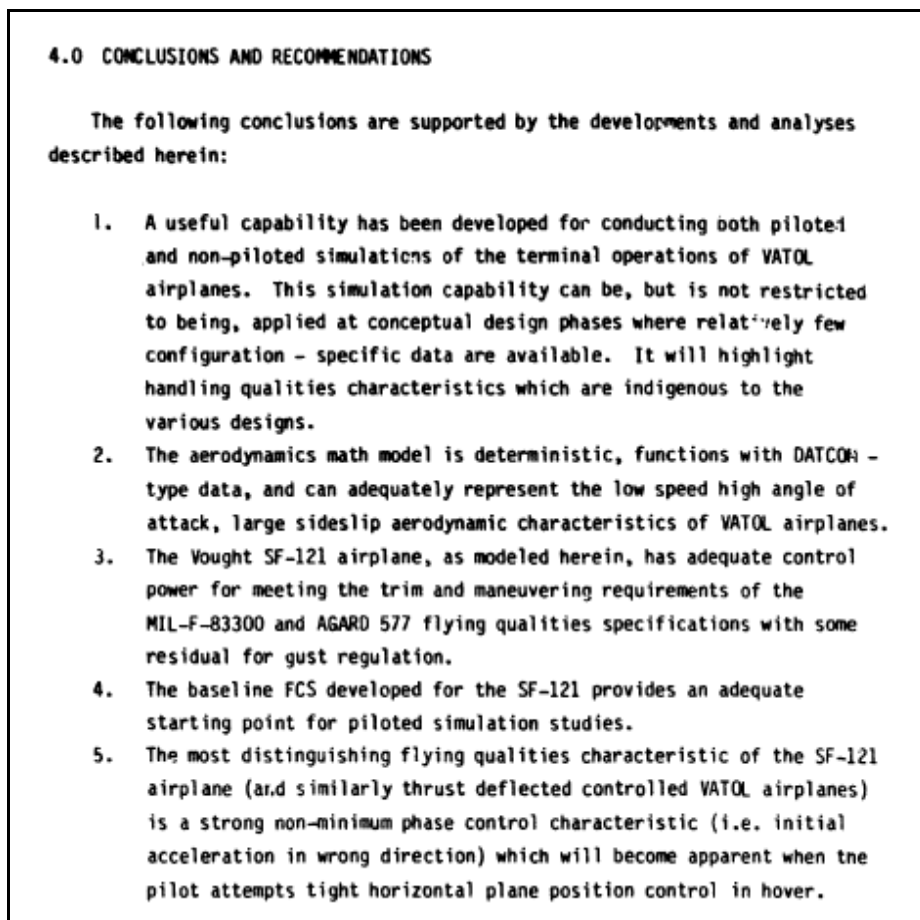 4.0 CONCLUSIONS AND RECOMMENDATIONS
The following conclusions are supported by the developments and analyses
described herein:
1. A useful capability has been developed for conducting both piloted
and non-piloted simulations of the terminal operations of VATOL
airplanes. This simulation capability can be, but is not restricted
to being, applied at conceptual design phases where relatively few
configuration - specific data are available. It will highlight
handling qualities characteristics which are indigenous to the
various designs.
2. The aerodynamics math model is deterministic, functions with DATCOM -
type data, and can adequately represent the low speed high angle of
attack, large sideslip aerodynamic characteristics of VATOL airplanes.
3. The Vought SF-121 airplane, as modeled herein, has adequate control
power for meeting the trim and maneuvering requirements of the
MIL-F-83300 and AGARD 577 flying qualities specifications with some
residual for gust regulation.
4. The baseline FCS developed for the SF-121 provides an adequate
starting point for piloted simulation studies.
5. The most distinguishing flying qualities characteristic of the SF-121
airplane (and similarly thrust deflected controlled VATOL airplanes)
is a strong non-minimum phase control characteristic (i.e. initial
acceleration in wrong direction) which will become apparent when the
pilot attempts tight horizontal plane position control in hover.